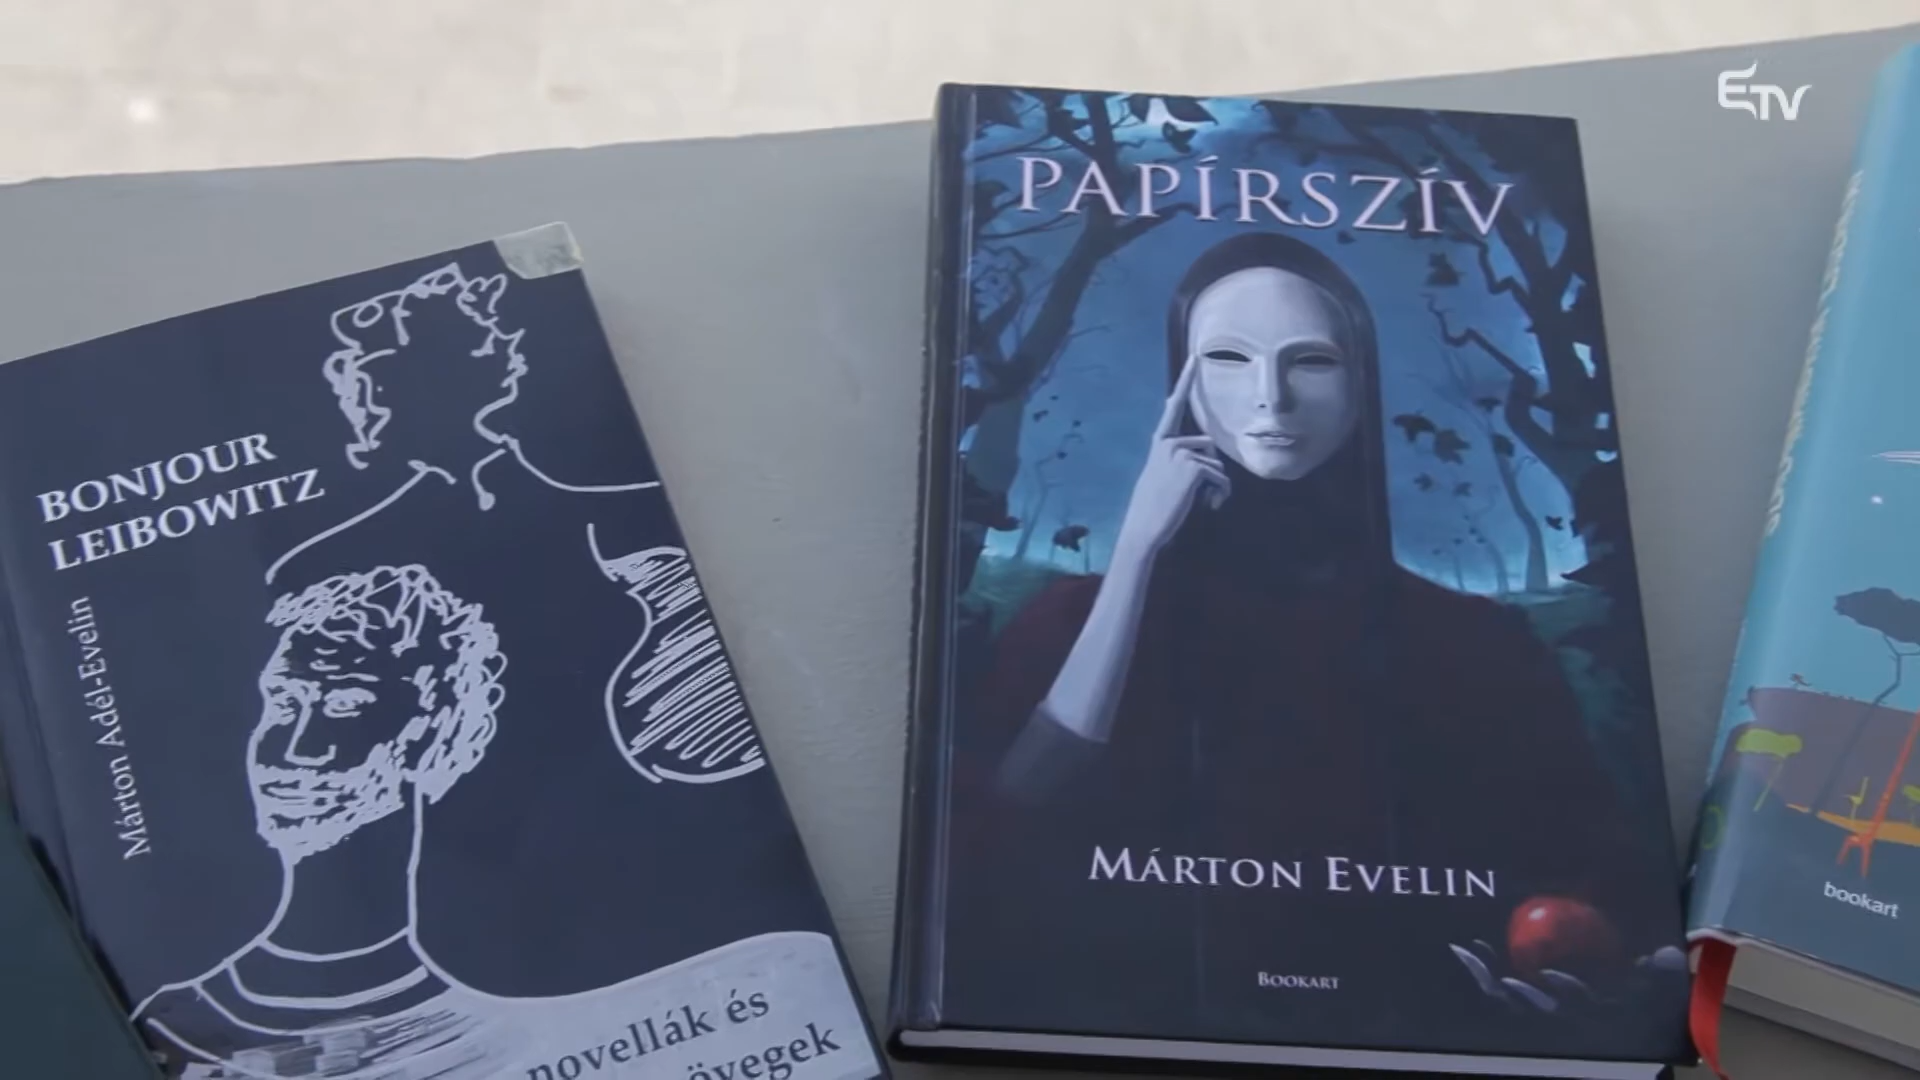 ETV
BONJOUR
LEIBOWITZ
Márton Adél-Evelin
novellák és
PAPÍRSZÍV
MÁRTON EVELIN
BOOKART
bookart